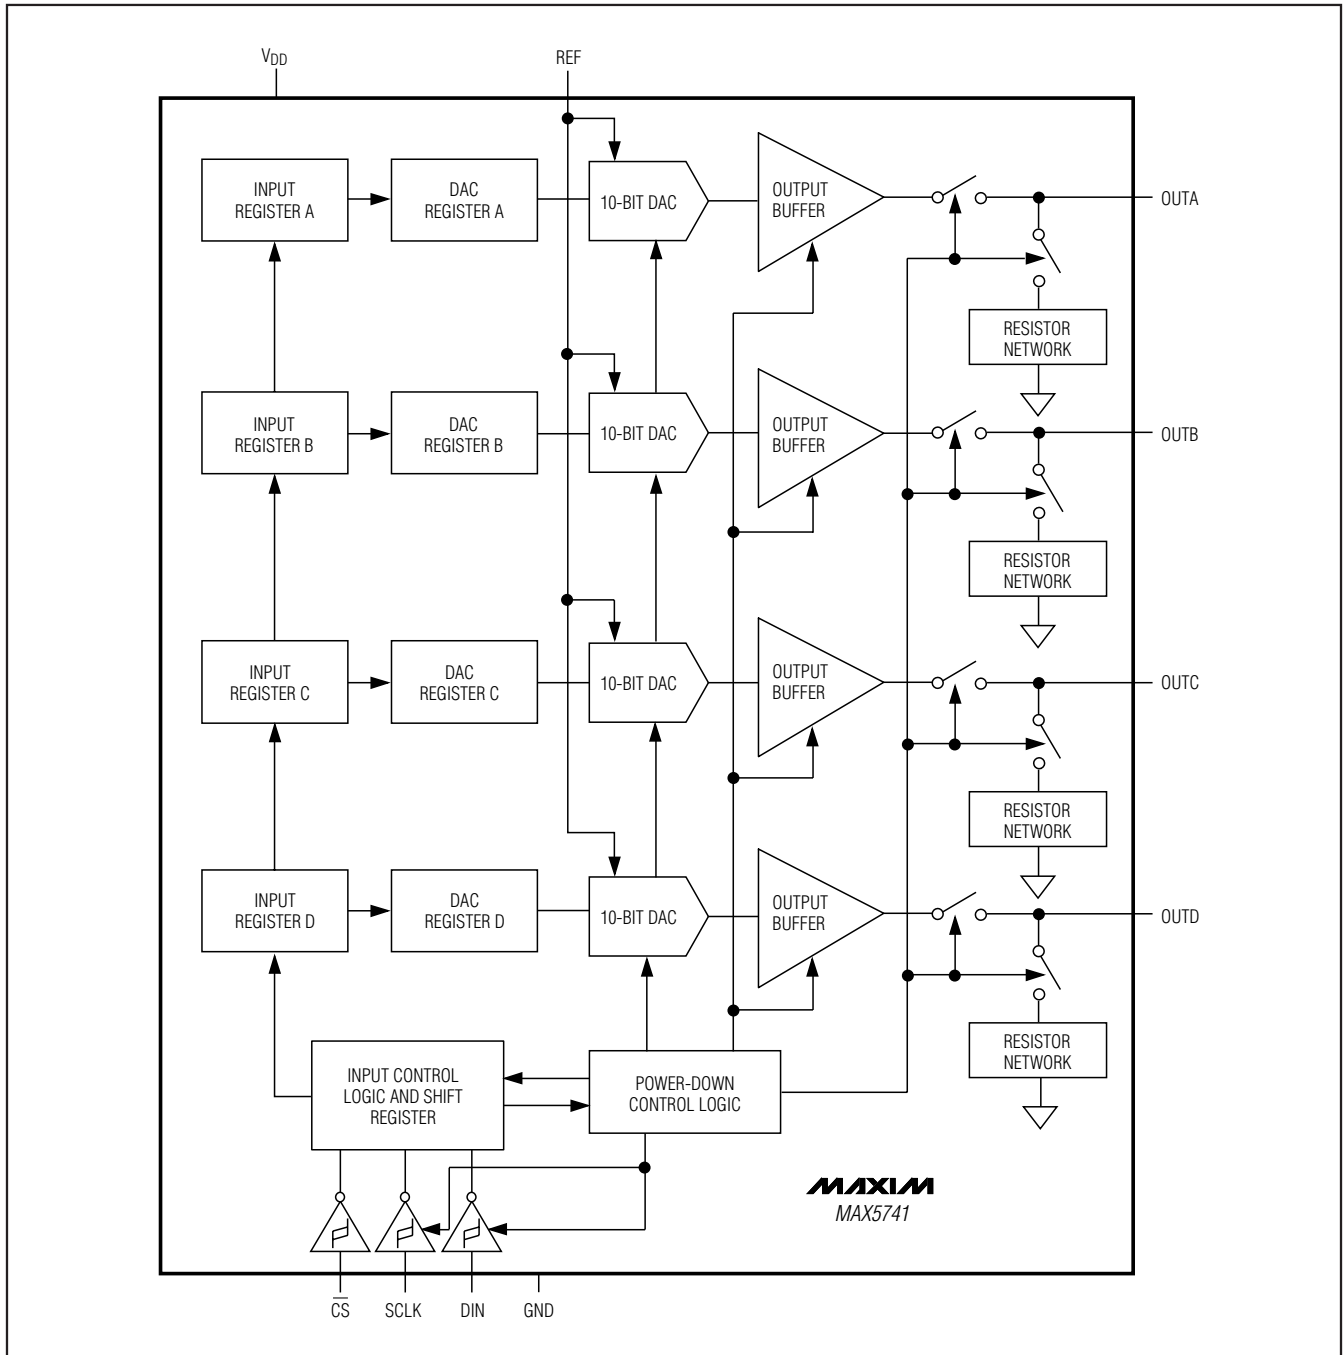 VDD
REF
INPUT
REGISTER A
DAC
REGISTER A
10-BIT DAC
OUTPUT
BUFFER
OUTA
RESISTOR
NETWORK
INPUT
REGISTER B
DAC
REGISTER B
10-BIT DAC
OUTPUT
BUFFER
OUTB
RESISTOR
NETWORK
INPUT
REGISTER C
DAC
REGISTER C
10-BIT DAC
OUTPUT
BUFFER
OUTC
RESISTOR
NETWORK
INPUT
REGISTER D
DAC
REGISTER D
10-BIT DAC
OUTPUT
BUFFER
OUTD
RESISTOR
NETWORK
INPUT CONTROL
LOGIC AND SHIFT
REGISTER
POWER-DOWN
CONTROL LOGIC
MAXIM
MAX5741
CS
SCLK
DIN
GND